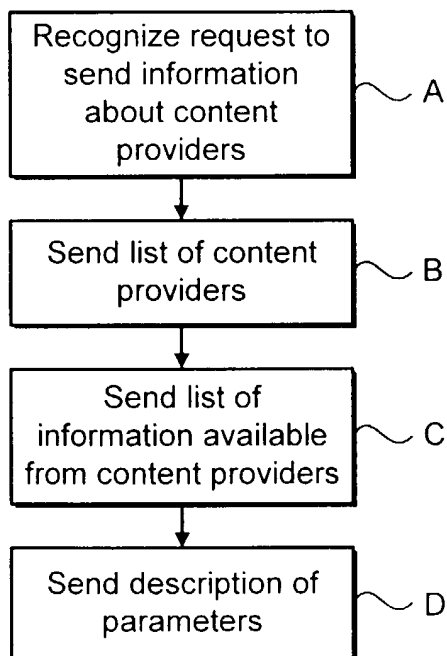 Recognize request to
send information
about content
providers
A
Send list of content
providers
B
Send list of
information available
from content providers
C
Send description of
parameters
D